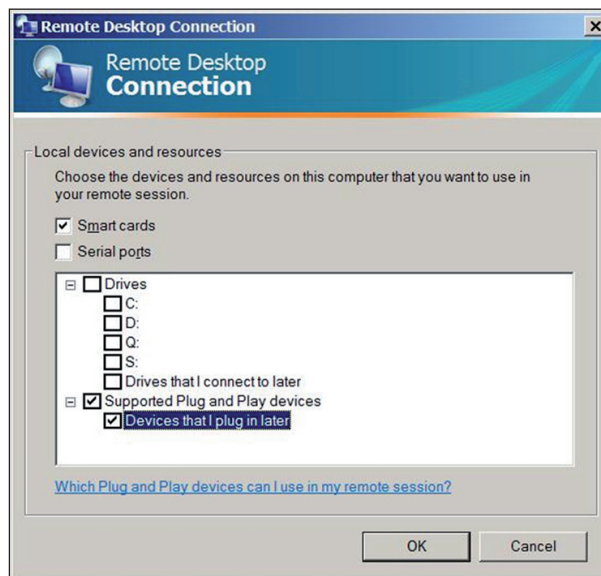 Remote Desktop Connection
Remote Desktop
Connection
Local devices and resources
Choose the devices and resources on this computer that you want to use in
your remote session.
Smart cards
Serial ports
Drives
C:
D:
Q:
S:
Drives that I connect to later
Supported Plug and Play devices
Devices that I plug in later
Which Plug and Play devices can I use in my remote session?
OK Cancel